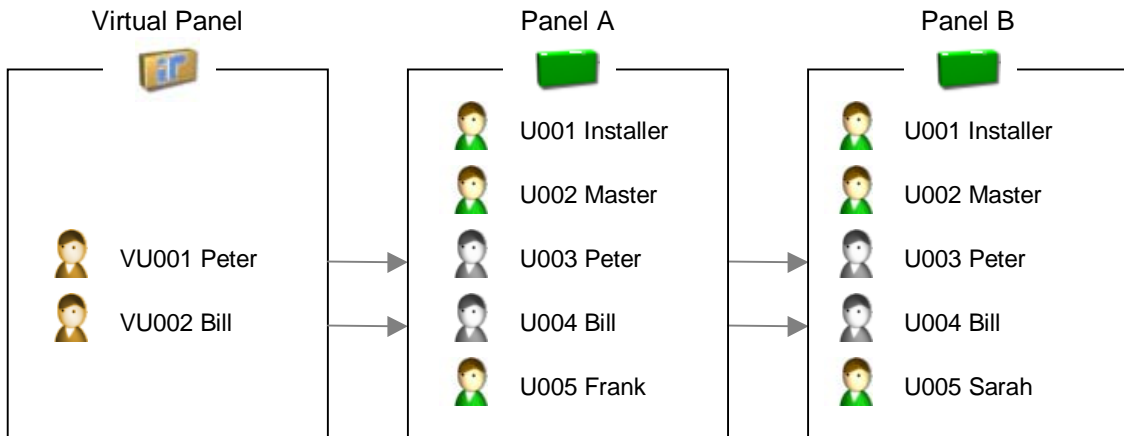 Virtual Panel
VU001 Peter
VU002 Bill
Panel A
U001 Installer
U002 Master
U003 Peter
U004 Bill
U005 Frank
Panel B
U001 Installer
U002 Master
U003 Peter
U004 Bill
U005 Sarah